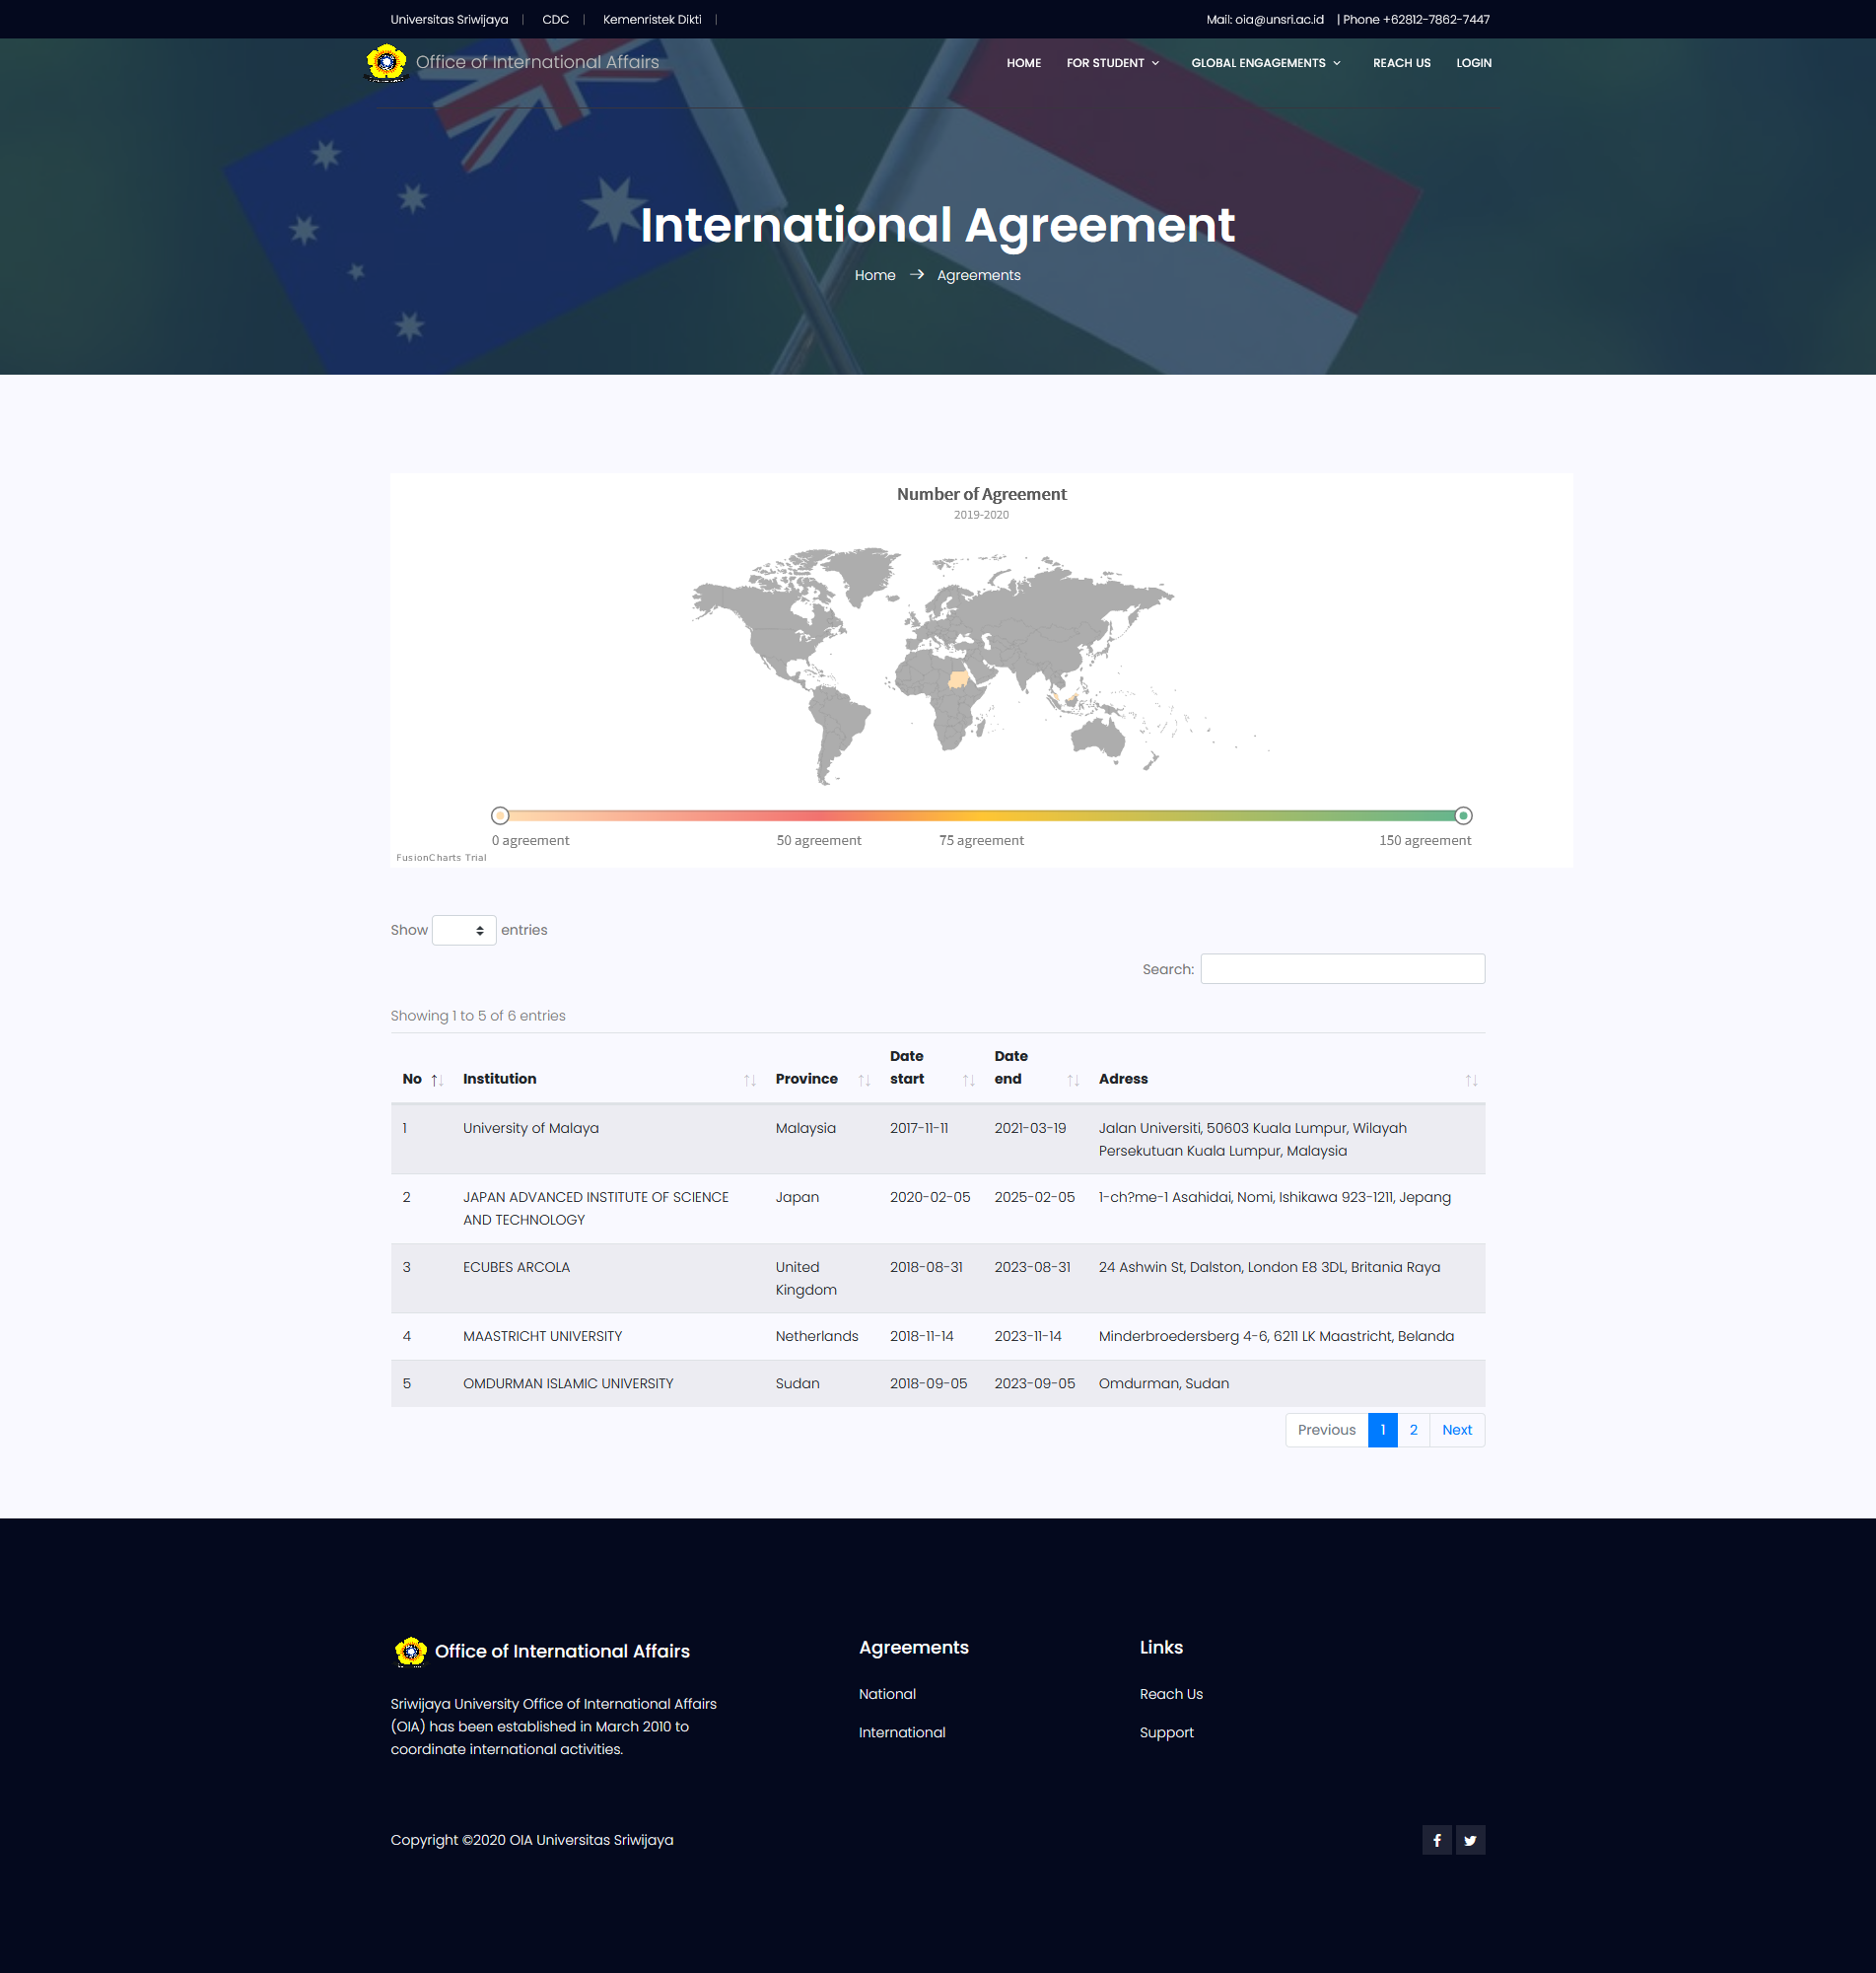 Universitas Sriwijaya | CDC | Kemenristek Dikti |
Mail: oia@unsri.ac.id | Phone +62812-7862-7447
Office of International Affairs
HOME FOR STUDENT GLOBAL ENGAGEMENTS REACH US LOGIN
International Agreement
Home → Agreements
Number of Agreement
2019-2020
0 agreement 50 agreement 75 agreement 150 agreement
FusionCharts Trial
Show entries
Search:
Showing 1 to 5 of 6 entries
No Institution Province Date start Date end Adress
1 University of Malaya Malaysia 2017-11-11 2021-03-19 Jalan Universiti, 50603 Kuala Lumpur, Wilayah
Persekutuan Kuala Lumpur, Malaysia
2 JAPAN ADVANCED INSTITUTE OF SCIENCE
AND TECHNOLOGY Japan 2020-02-05 2025-02-05 1-ch?me-1 Asahidai, Nomi, Ishikawa 923-1211, Jepang
3 ECUBES ARCOLA United
Kingdom 2018-08-31 2023-08-31 24 Ashwin St, Dalston, London E8 3DL, Britania Raya
4 MAASTRICHT UNIVERSITY Netherlands 2018-11-14 2023-11-14 Minderbroedersberg 4-6, 6211 LK Maastricht, Belanda
5 OMDURMAN ISLAMIC UNIVERSITY Sudan 2018-09-05 2023-09-05 Omdurman, Sudan
Previous 1 2 Next
Office of International Affairs
Sriwijaya University Office of International Affairs
(OIA) has been established in March 2010 to
coordinate international activities.
Agreements
National
International
Links
Reach Us
Support
Copyright ©2020 OIA Universitas Sriwijaya